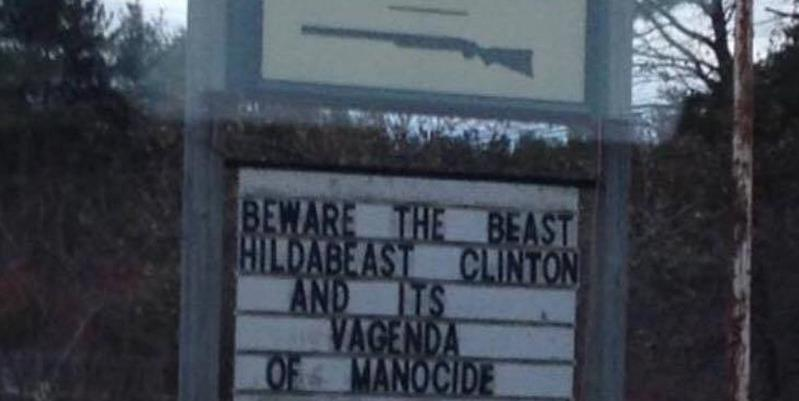 BEWARE THE BEAST
HILDABEAST CLINTON
AND ITS
VAGENDA
OF MANOCIDE